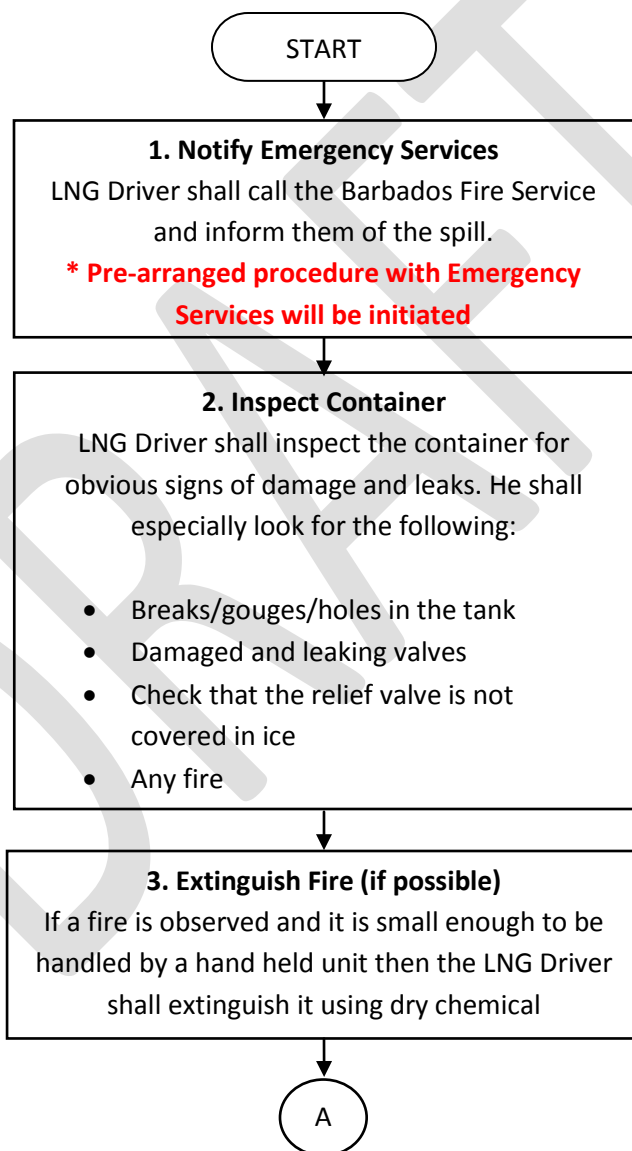 START
1. Notify Emergency Services
LNG Driver shall call the Barbados Fire Service
and inform them of the spill.
* Pre-arranged procedure with Emergency
Services will be initiated
2. Inspect Container
LNG Driver shall inspect the container for
obvious signs of damage and leaks. He shall
especially look for the following:
• Breaks/gouges/holes in the tank
• Damaged and leaking valves
• Check that the relief valve is not
covered in ice
• Any fire
3. Extinguish Fire (if possible)
If a fire is observed and it is small enough to be
handled by a hand held unit then the LNG Driver
shall extinguish it using dry chemical
A
DRAFT